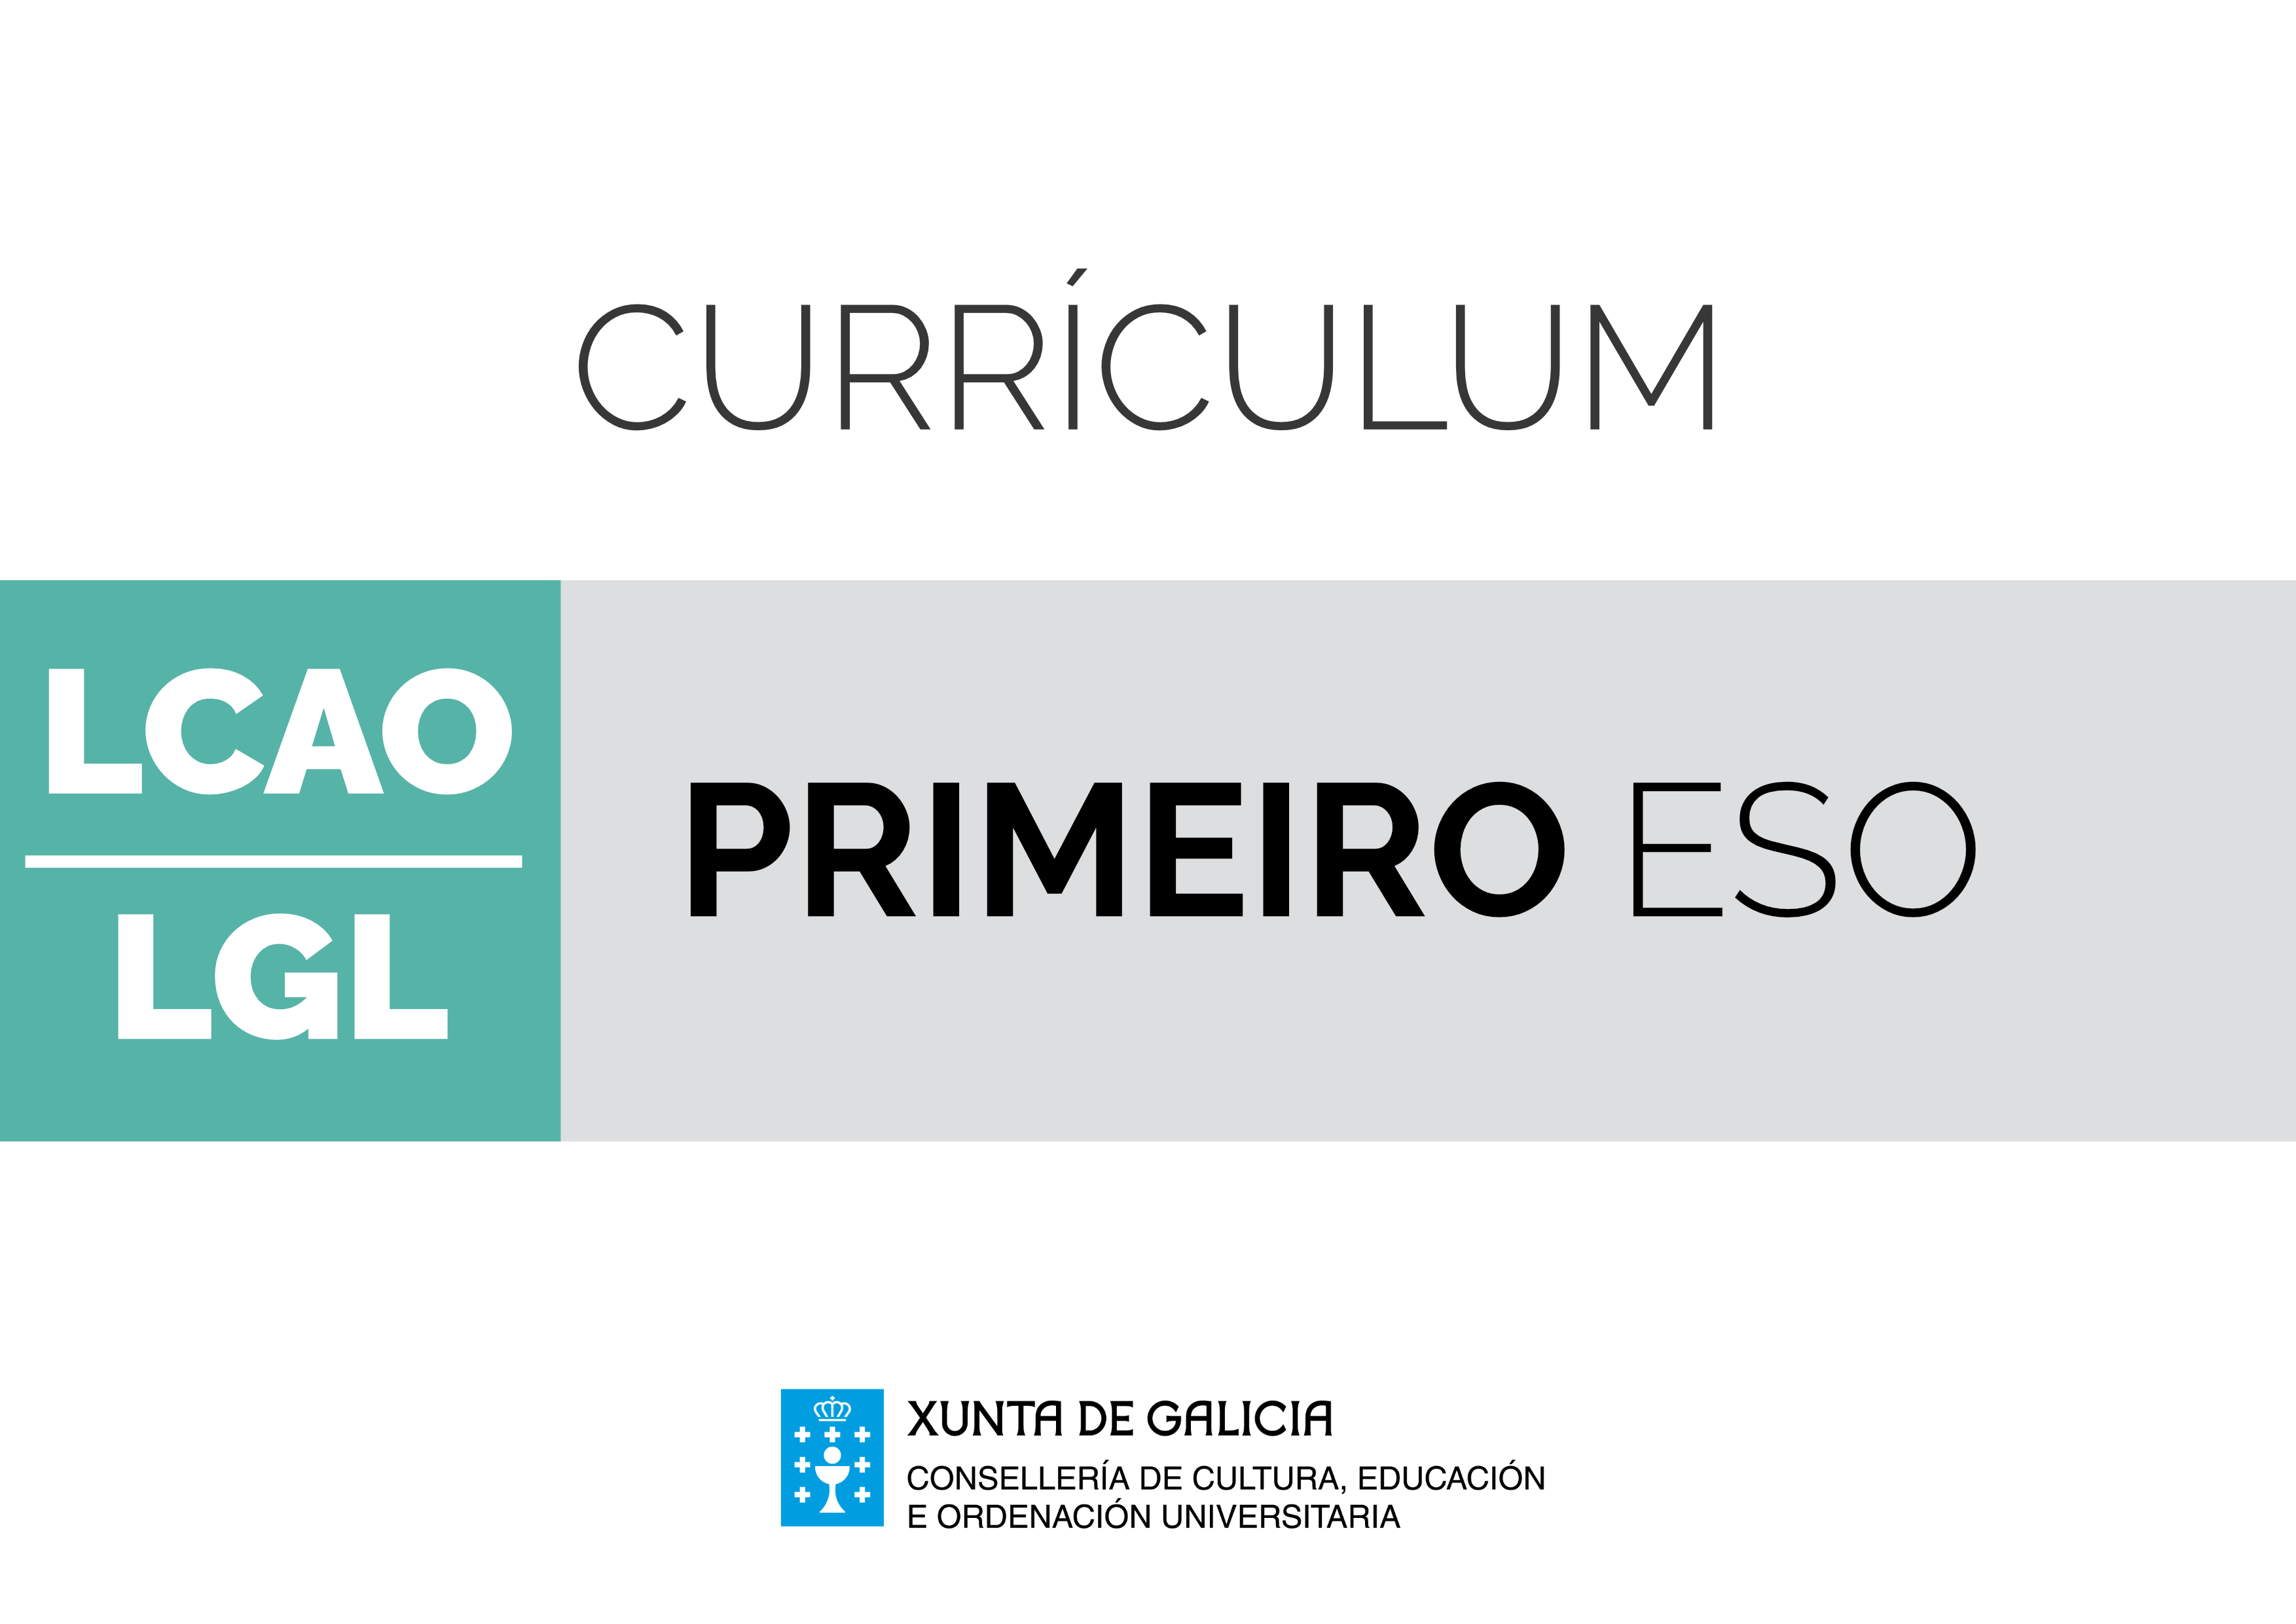 CURRÍCULUM
LCAO
LGL
PRIMEIRO ESO
XUNTA DE GALICIA
CONSELLERÍA DE CULTURA, EDUCACIÓN
E ORDENACIÓN UNIVERSITARIA